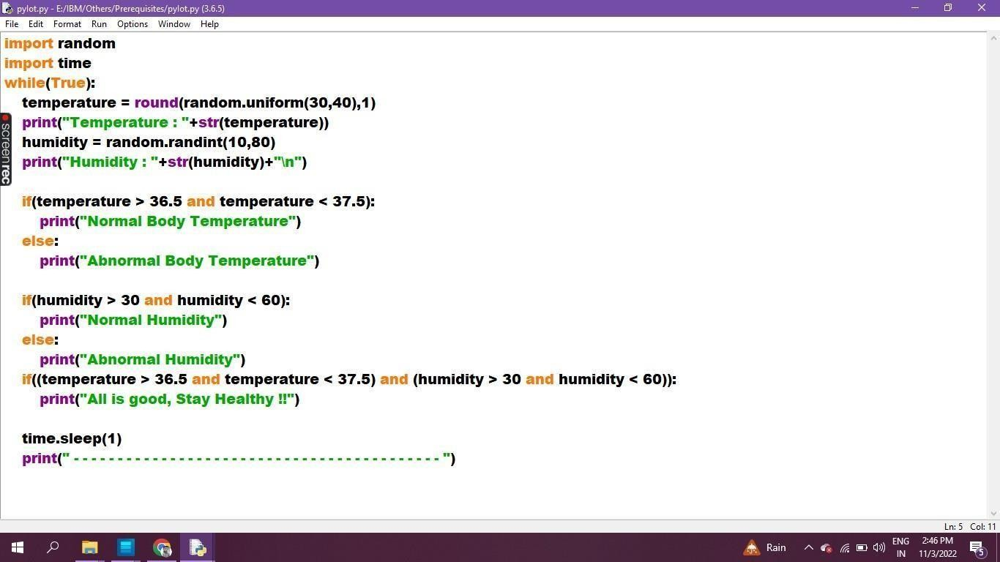 pylot.py - E:/IBM/Others/Prerequisites/pylot.py (3.6.5)
File Edit Format Run Options Window Help
import random
import time
while(True):
    temperature = round(random.uniform(30,40),1)
    print("Temperature : "+str(temperature))
    humidity = random.randint(10,80)
    print("Humidity : "+str(humidity)+"\n")
screenrec
    if(temperature > 36.5 and temperature < 37.5):
        print("Normal Body Temperature")
    else:
        print("Abnormal Body Temperature")
    if(humidity > 30 and humidity < 60):
        print("Normal Humidity")
    else:
        print("Abnormal Humidity")
    if((temperature > 36.5 and temperature < 37.5) and (humidity > 30 and humidity < 60)):
        print("All is good, Stay Healthy !!")
    time.sleep(1)
    print(" - - - - - - - - - - - - - - - - - - - - - - - - - - - - - - - - - - - - - - - - - - ")
Ln: 5 Col: 11
Rain
ENG
IN
2:46 PM
11/3/2022
5